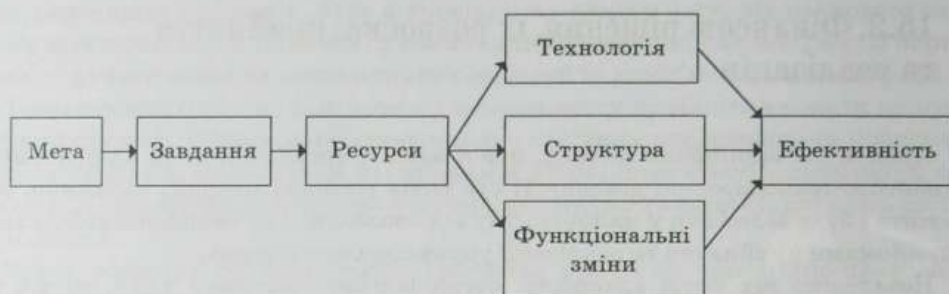 Технологія
Мета
Завдання
Ресурси
Структура
Ефективність
Функціональні
зміни